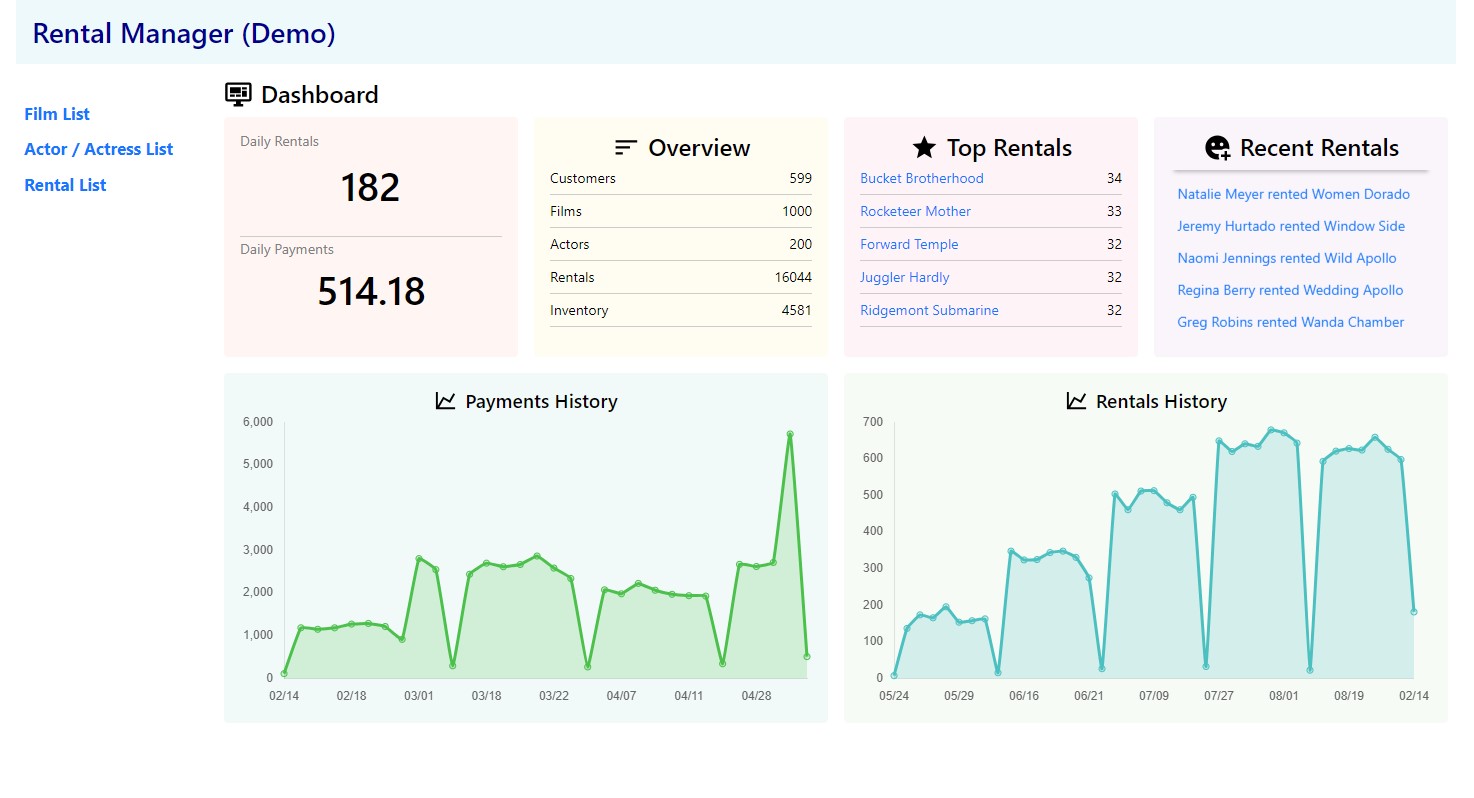 Rental Manager (Demo)
Film List
Actor / Actress List
Rental List
Dashboard
Daily Rentals
182
Daily Payments
514.18
Overview
Customers 599
Films 1000
Actors 200
Rentals 16044
Inventory 4581
Top Rentals
Bucket Brotherhood 34
Rocketeer Mother 33
Forward Temple 32
Juggler Hardly 32
Ridgemont Submarine 32
Recent Rentals
Natalie Meyer rented Women Dorado
Jeremy Hurtado rented Window Side
Naomi Jennings rented Wild Apollo
Regina Berry rented Wedding Apollo
Greg Robins rented Wanda Chamber
Payments History
6,000
5,000
4,000
3,000
2,000
1,000
0
02/14 02/18 03/01 03/18 03/22 04/07 04/11 04/28
Rentals History
700
600
500
400
300
200
100
0
05/24 05/29 06/16 06/21 07/09 07/27 08/01 08/19 02/14